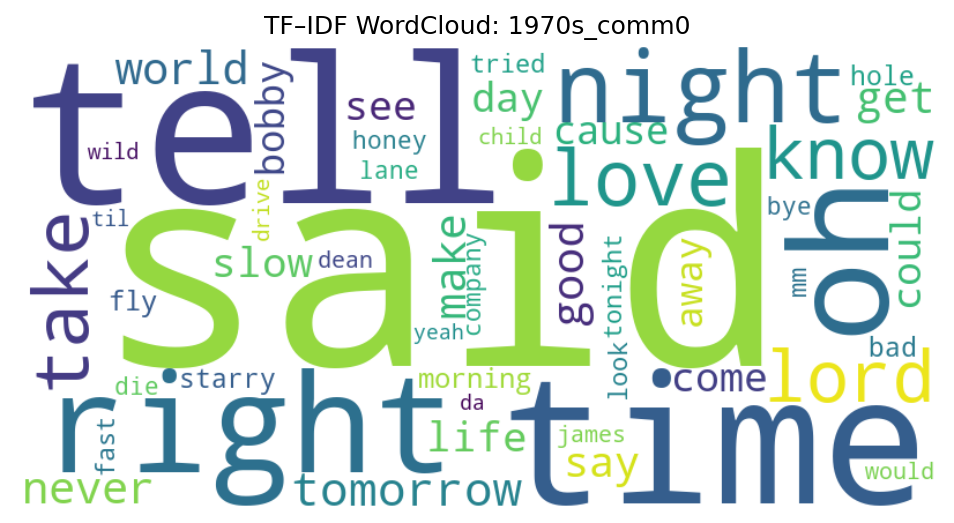 TF–IDF WordCloud: 1970s_comm0
tell
night
world
bobby
see
tried
day
hole
get
wild
honey
lane
child
cause
love
know
til
drive
said
oh
bye
take
slow
dean
make
company
good
tonight
away
mm
could
fly
yeah
look
bad
die
starry
morning
da
come
lord
right
fast
life
time
james
say
would
never
tomorrow